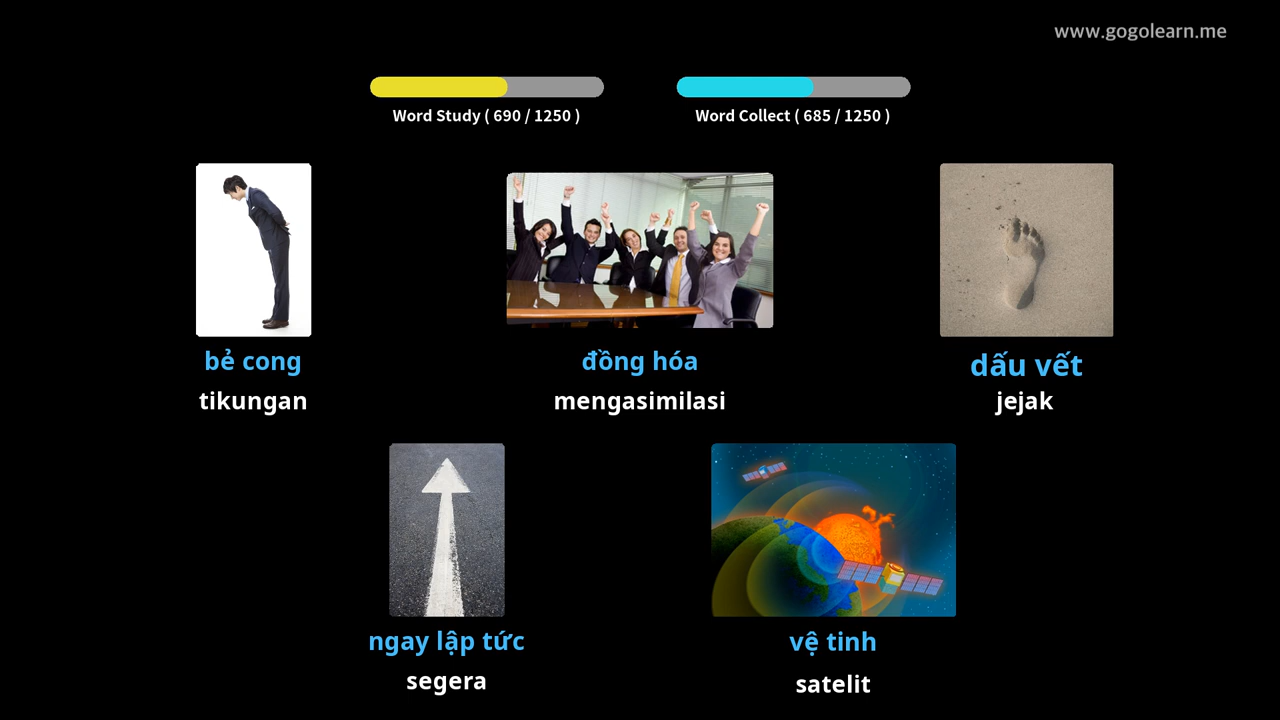 www.gogolearn.me
Word Study ( 690 / 1250 )
Word Collect ( 685 / 1250 )
bẻ cong
tikungan
đồng hóa
mengasimilasi
dấu vết
jejak
ngay lập tức
segera
vệ tinh
satelit